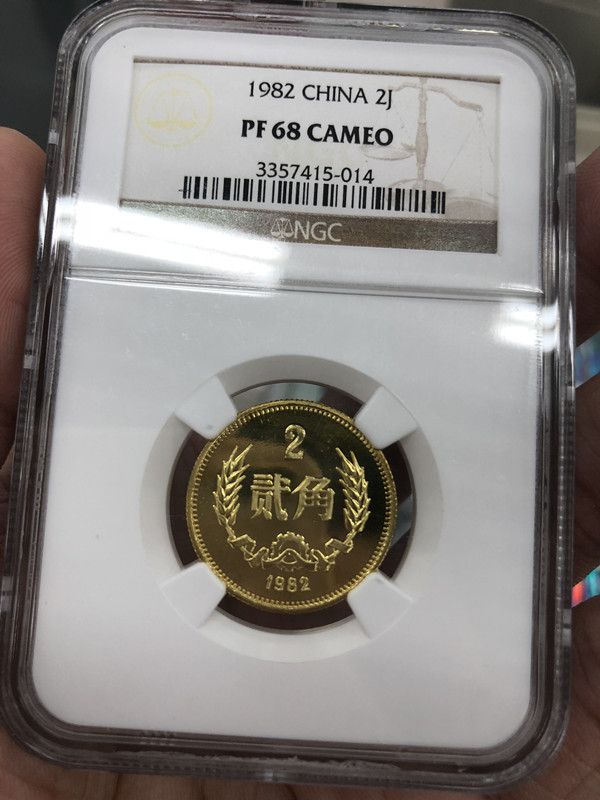 1982 CHINA 2J
PF 68 CAMEO
3357415-014
NGC
2
贰角
1982